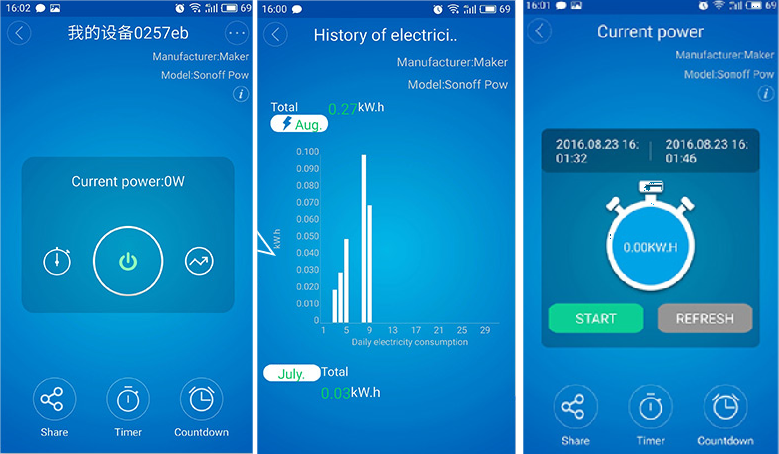 16:02
69
我的设备0257eb
Manufacturer:Maker
Model:Sonoff Pow
Current power:0W
Share
Timer
Countdown
16:00
69
History of electrici..
Manufacturer:Maker
Model:Sonoff Pow
Total 0.27kW.h
Aug.
0.100
0.090
0.080
0.070
0.060
0.050
0.040
0.030
0.020
0.010
0
kW.h
1 5 9 13 17 21 25 29
Daily electricity consumption
July. Total
0.03kW.h
16:01
69
Current power
Manufacturer:Maker
Model:Sonoff Pow
2016.08.23 16:
01:32
2016.08.23 16:
01:46
0.00KW.H
START
REFRESH
Share
Timer
Countdown